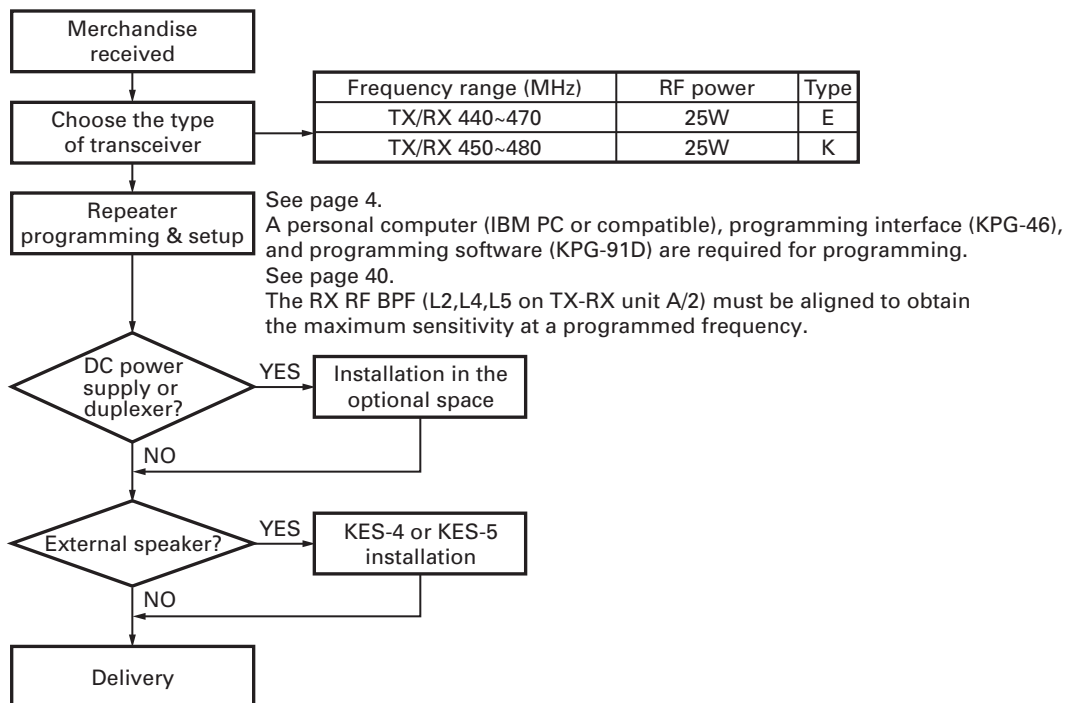 Merchandise
received
Choose the type
of transceiver
Frequency range (MHz) RF power Type
TX/RX 440~470 25W E
TX/RX 450~480 25W K
Repeater
programming & setup
See page 4.
A personal computer (IBM PC or compatible), programming interface (KPG-46),
and programming software (KPG-91D) are required for programming.
See page 40.
The RX RF BPF (L2,L4,L5 on TX-RX unit A/2) must be aligned to obtain
the maximum sensitivity at a programmed frequency.
DC power
supply or
duplexer?
YES
Installation in the
optional space
NO
External speaker?
YES
KES-4 or KES-5
installation
NO
Delivery